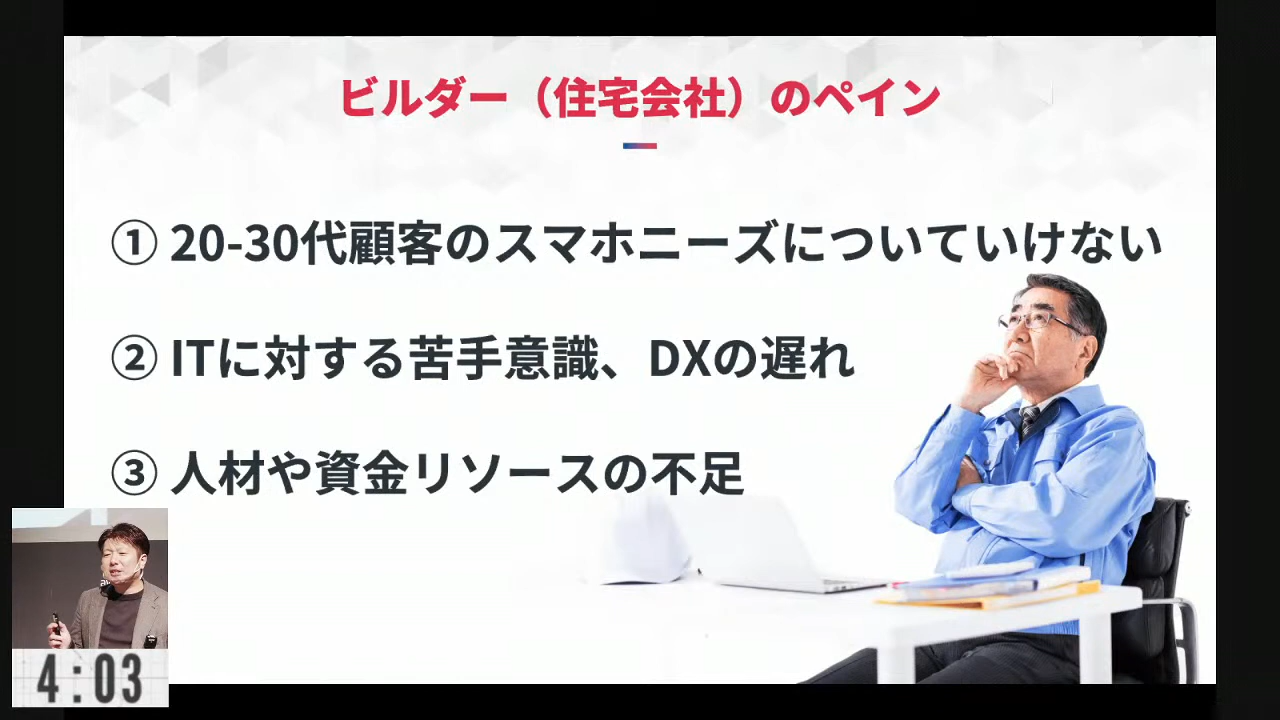 ビルダー（住宅会社）のペイン
① 20-30代顧客のスマホニーズについていけない
② ITに対する苦手意識、DXの遅れ
③ 人材や資金リソースの不足
4:03